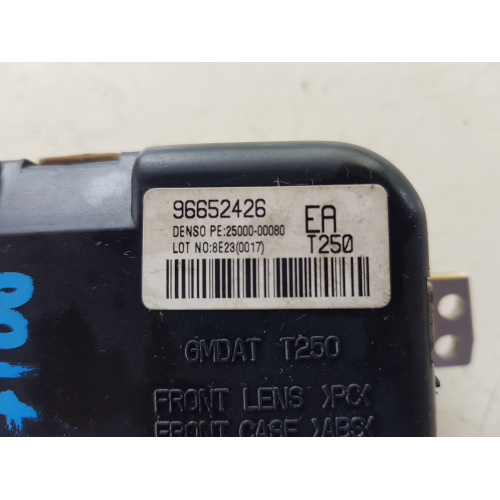 96652426 EA
DENSO PE:25000-00080
LOT NO:8E23(0017) T250
GMDAT T250
FRONT LENS >PC<
FRONT CASE >ABS<